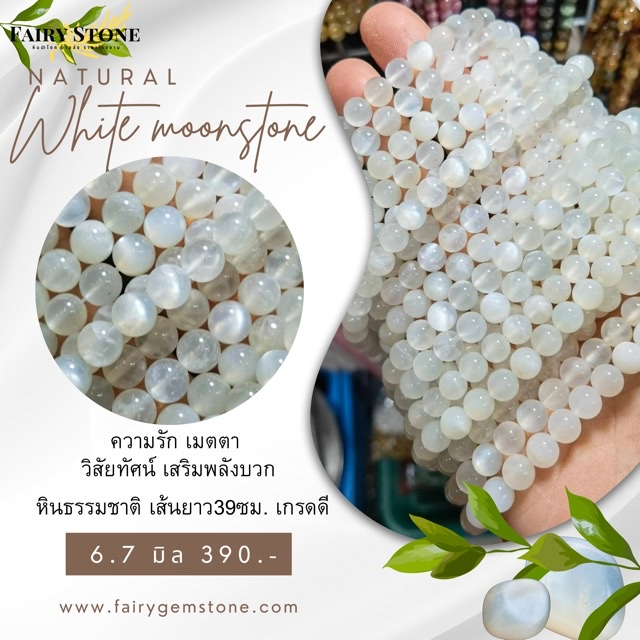 FAIRY STONE
NATURAL
White moonstone
ความรัก เมตตา
วิสัยทัศน์ เสริมพลังบวก
หินธรรมชาติ เส้นยาว39ซม. เกรดดี
6.7 มิล 390.-
www.fairygemstone.com